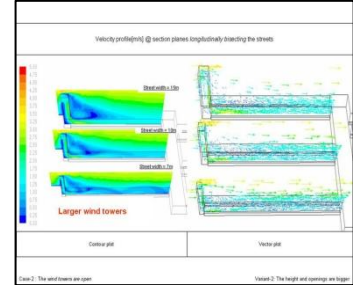 Velocity profile[m/s] @ section planes longitudinally bisecting the streets
Street width = 15m
Street width = 10m
Street width = 7m
Larger wind towers
Contour plot
Vector plot
Case-2 : The wind towers are open
Variant-2: The height and openings are bigger